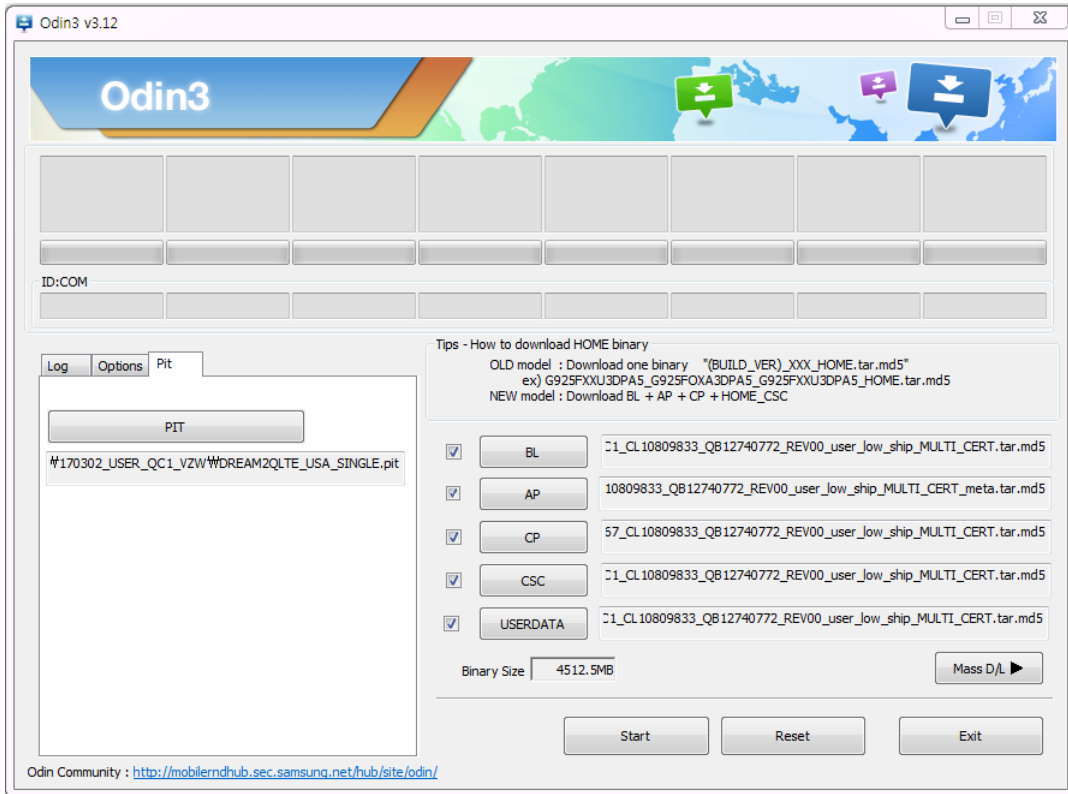 Odin3 v3.12
Odin3
ID:COM
Log
Options
Pit
PIT
₩170302_USER_QC1_VZW₩DREAM2QLTE_USA_SINGLE.pit
Tips - How to download HOME binary
OLD model : Download one binary "(BUILD_VER)_XXX_HOME.tar.md5"
ex) G925FXXU3DPA5_G925FOXA3DPA5_G925FXXU3DPA5_HOME.tar.md5
NEW model : Download BL + AP + CP + HOME_CSC
BL C1_CL10809833_QB12740772_REV00_user_low_ship_MULTI_CERT.tar.md5
AP 10809833_QB12740772_REV00_user_low_ship_MULTI_CERT_meta.tar.md5
CP 67_CL10809833_QB12740772_REV00_user_low_ship_MULTI_CERT.tar.md5
CSC C1_CL10809833_QB12740772_REV00_user_low_ship_MULTI_CERT.tar.md5
USERDATA C1_CL10809833_QB12740772_REV00_user_low_ship_MULTI_CERT.tar.md5
Binary Size 4512.5MB
Mass D/L ▶
Start
Reset
Exit
Odin Community : http://mobilerndhub.sec.samsung.net/hub/site/odin/